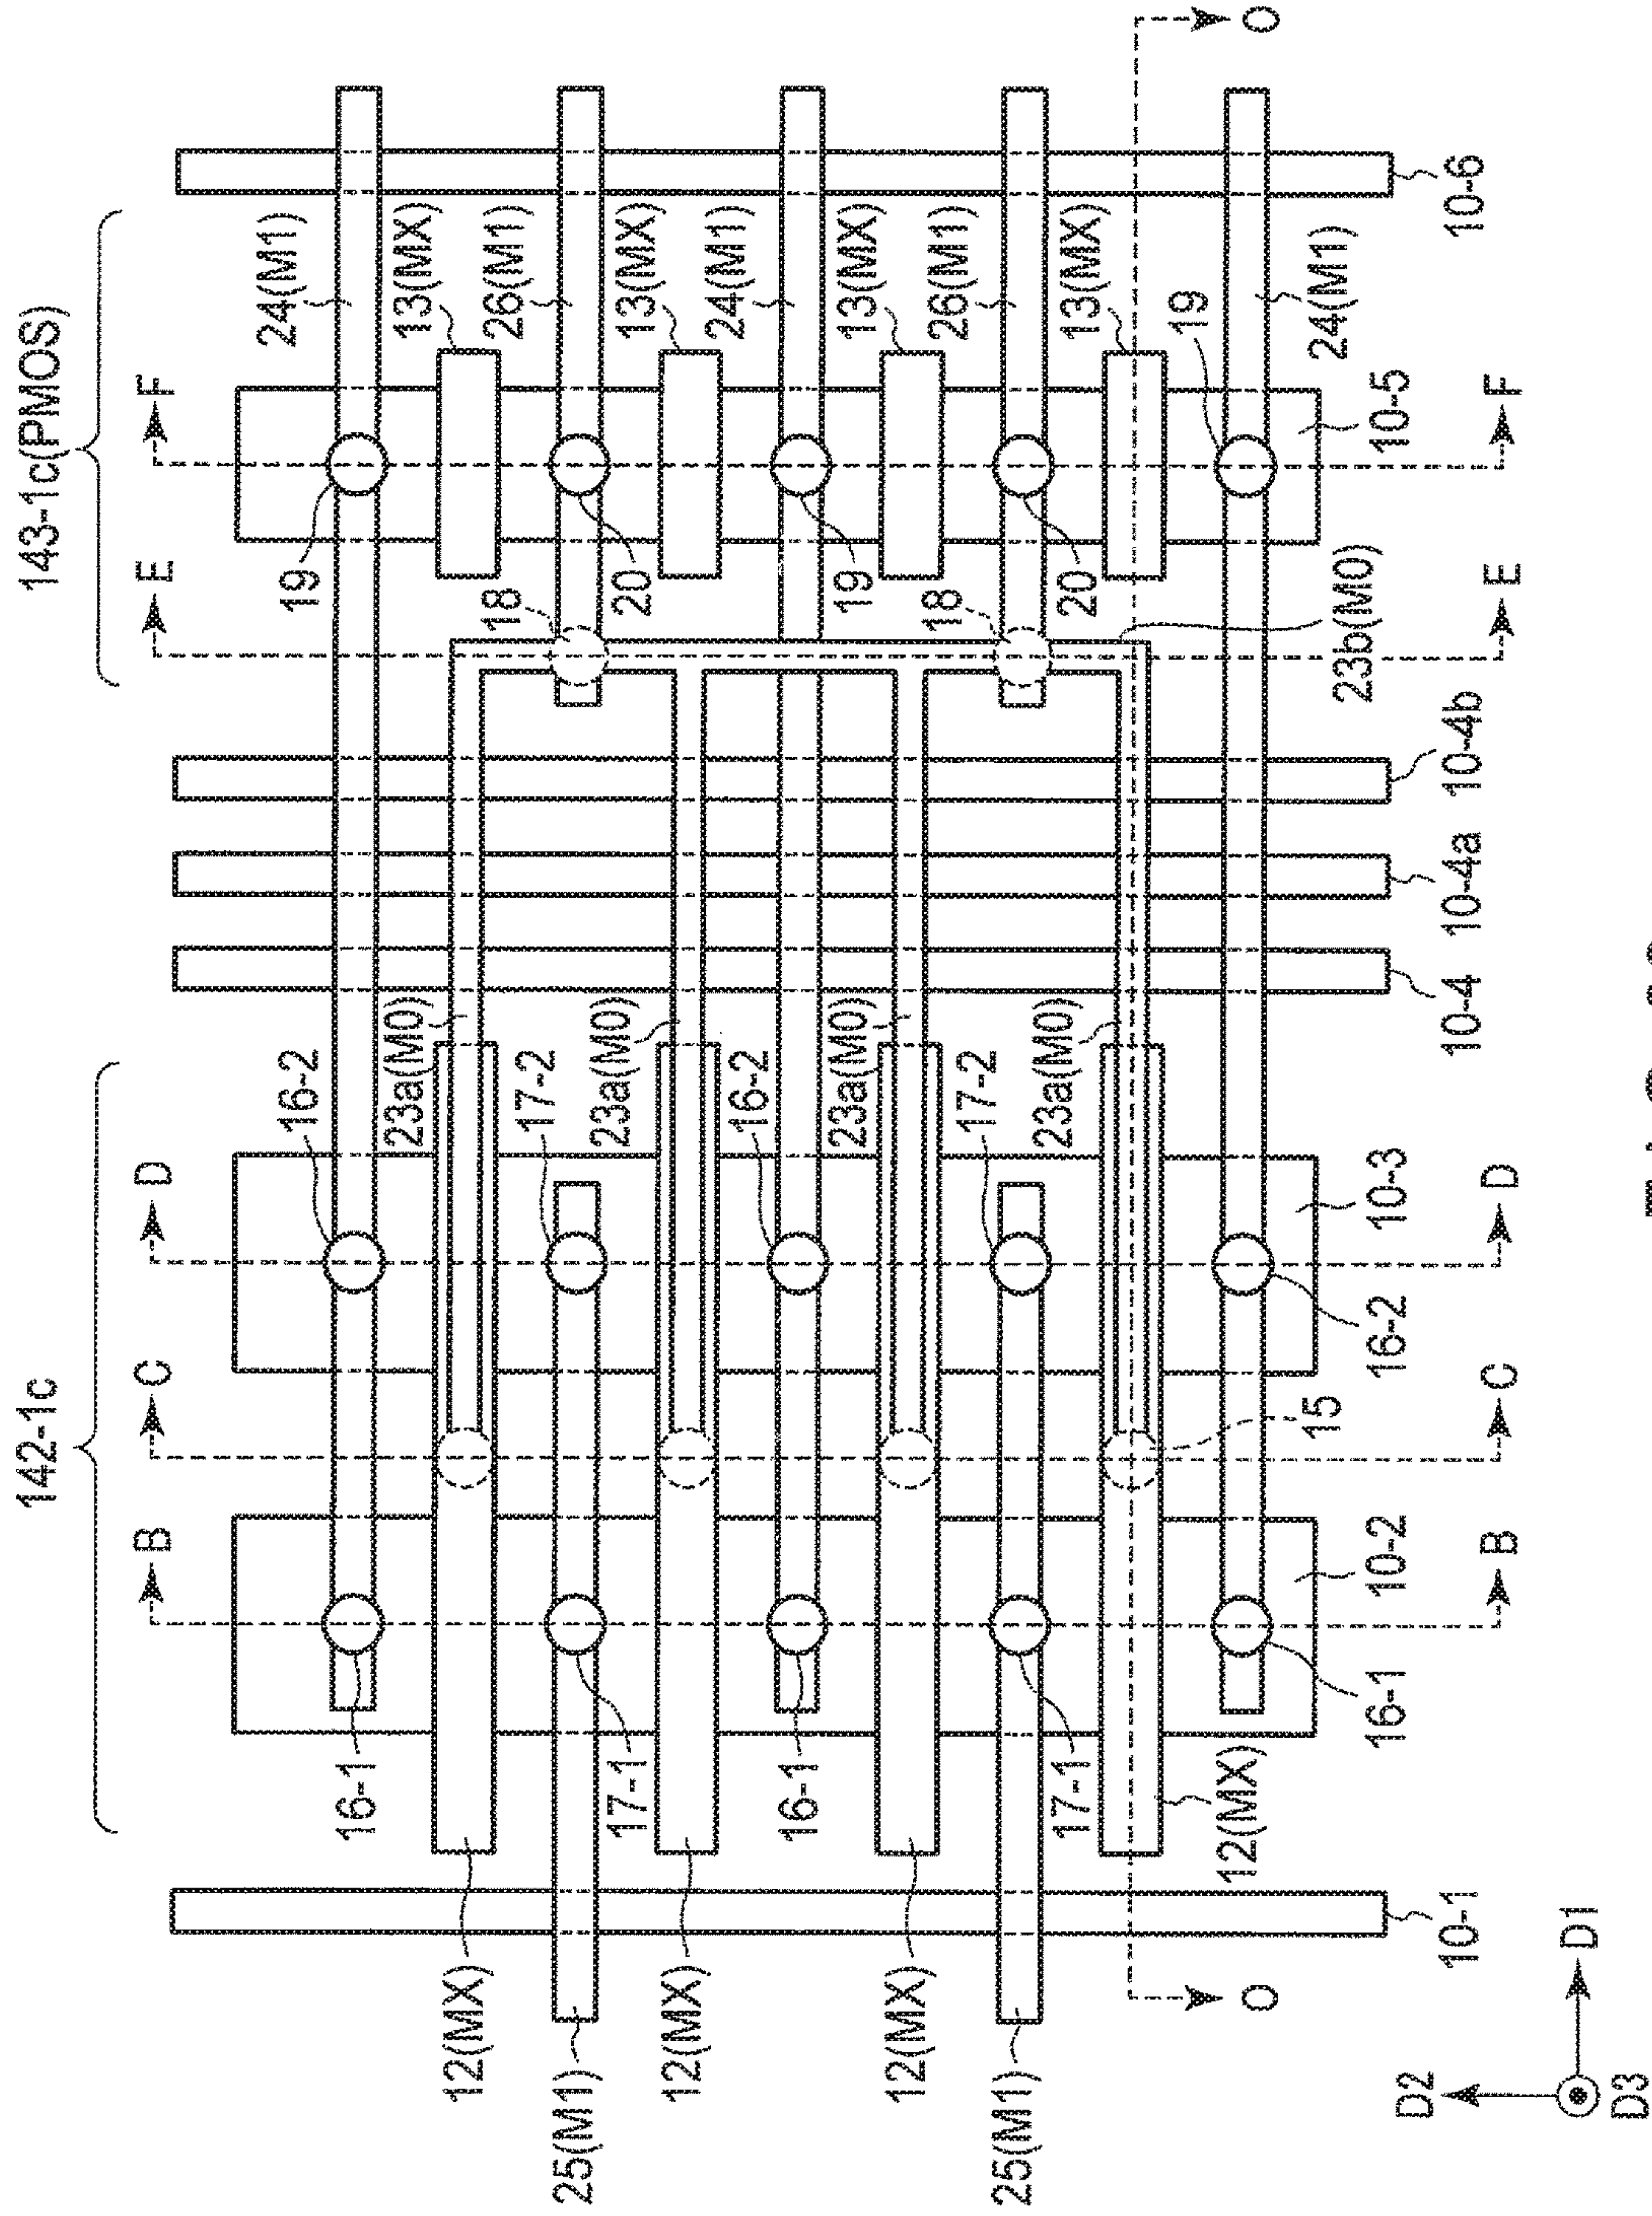 142-1c
143-1c(PMOS)
B
C
D
E
F
16-1
16-2
19
24(M1)
12(MX)
23a(M0)
13(MX)
25(M1)
17-1
17-2
18
20
26(M1)
12(MX)
23a(M0)
13(MX)
16-1
16-2
19
24(M1)
12(MX)
23a(M0)
13(MX)
25(M1)
17-1
17-2
18
20
26(M1)
12(MX)
23a(M0)
13(MX)
15
23b(M0)
19
O
O
16-1
16-2
24(M1)
10-2
10-3
10-5
10-1
10-4
10-4a
10-4b
10-6
B
C
D
E
F
D2
D1
D3